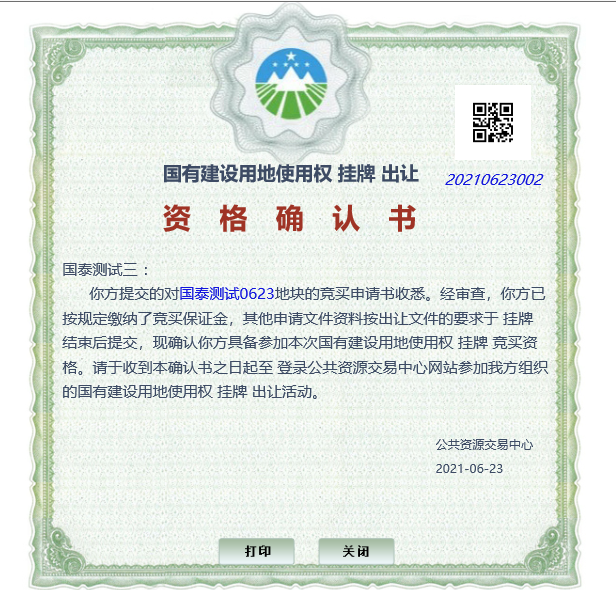 国有建设用地使用权 挂牌 出让
20210623002
资格确认书
国泰测试三 ：
你方提交的对国泰测试0623地块的竞买申请书收悉。经审查，你方已
按规定缴纳了竞买保证金，其他申请文件资料按出让文件的要求于 挂牌
结束后提交，现确认你方具备参加本次国有建设用地使用权 挂牌 竞买资
格。请于收到本确认书之日起至 登录公共资源交易中心网站参加我方组织
的国有建设用地使用权 挂牌 出让活动。
公共资源交易中心
2021-06-23
打印 关闭